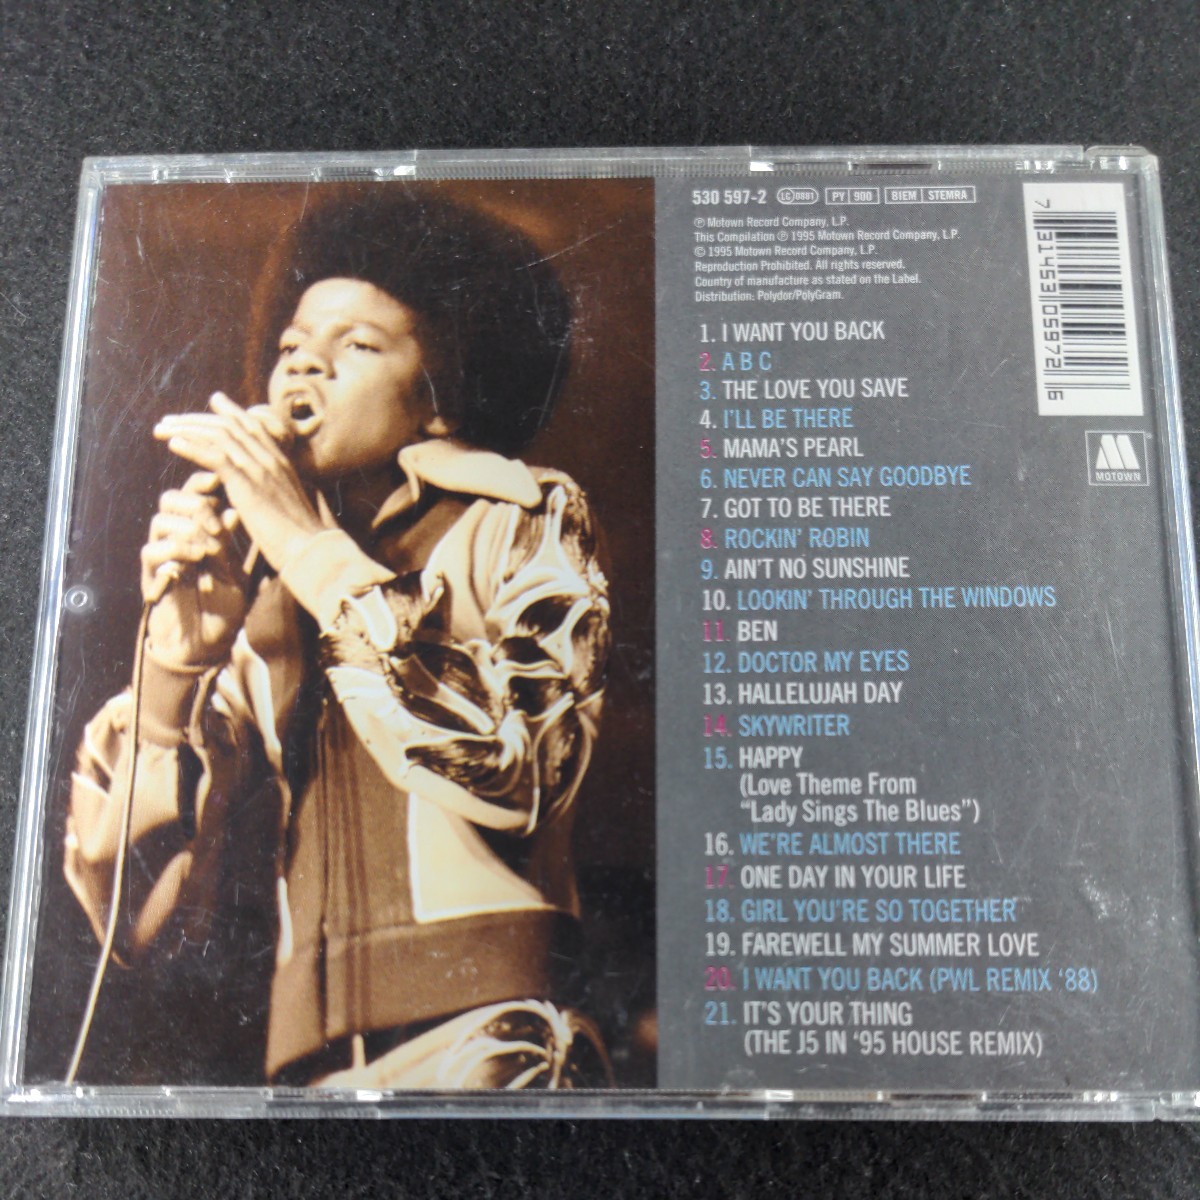 530 597-2 LC 0881 PY 900 BIEM STEMRA
℗ Motown Record Company, L.P.
This Compilation ℗ 1995 Motown Record Company, L.P.
© 1995 Motown Record Company, L.P.
Reproduction Prohibited. All rights reserved.
Country of manufacture as stated on the Label.
Distribution: Polydor/PolyGram.
7 31453 05972 6
MOTOWN
1. I WANT YOU BACK
2. A B C
3. THE LOVE YOU SAVE
4. I'LL BE THERE
5. MAMA'S PEARL
6. NEVER CAN SAY GOODBYE
7. GOT TO BE THERE
8. ROCKIN' ROBIN
9. AIN'T NO SUNSHINE
10. LOOKIN' THROUGH THE WINDOWS
11. BEN
12. DOCTOR MY EYES
13. HALLELUJAH DAY
14. SKYWRITER
15. HAPPY
(Love Theme From
“Lady Sings The Blues”)
16. WE'RE ALMOST THERE
17. ONE DAY IN YOUR LIFE
18. GIRL YOU'RE SO TOGETHER
19. FAREWELL MY SUMMER LOVE
20. I WANT YOU BACK (PWL REMIX ‘88)
21. IT'S YOUR THING
(THE J5 IN ‘95 HOUSE REMIX)